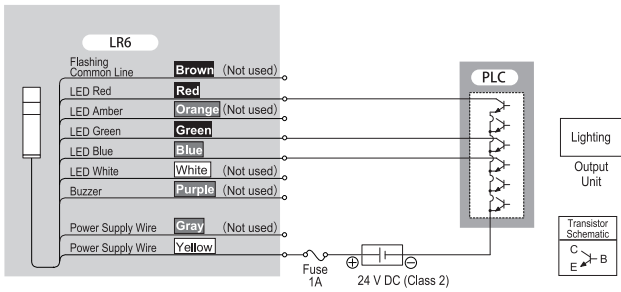 LR6
Flashing
Common Line Brown (Not used)
LED Red Red
LED Amber Orange (Not used)
LED Green Green
LED Blue Blue
LED White White (Not used)
Buzzer Purple (Not used)
Power Supply Wire Gray (Not used)
Power Supply Wire Yellow
Fuse
1A
⊕ ⊖
24 V DC (Class 2)
PLC
Lighting
Output
Unit
Transistor
Schematic
C
B
E